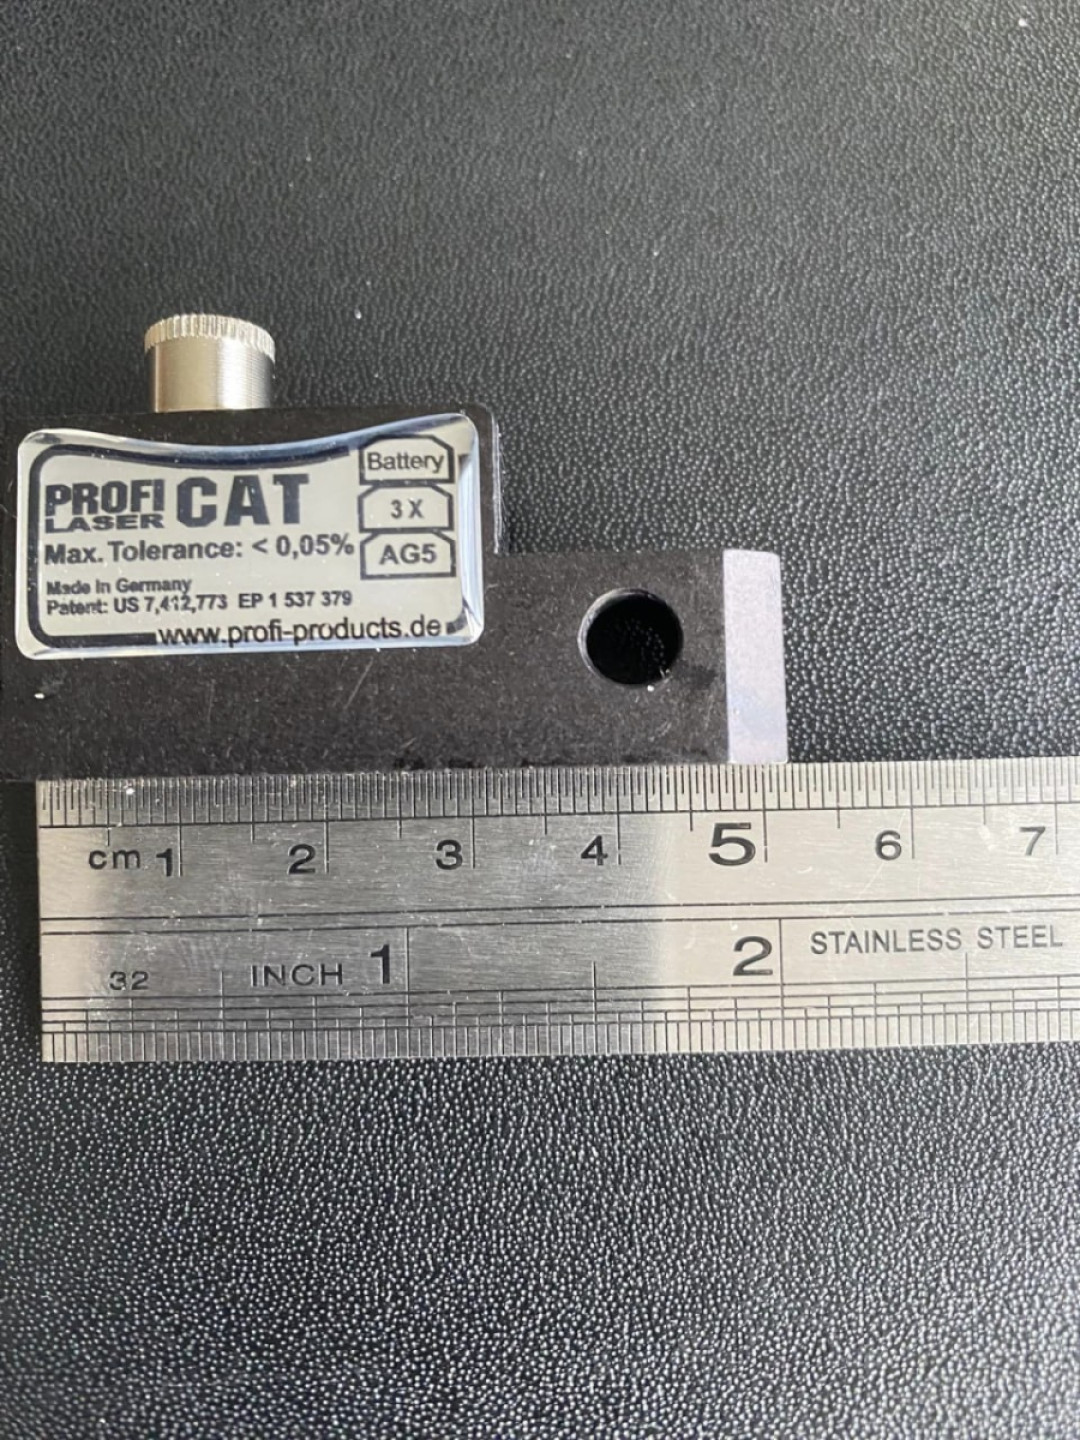 PROFI CAT
LASER
Max. Tolerance: < 0,05%
Battery
3 X
AG5
Made in Germany
Patent: US 7,412,773 EP 1 537 379
www.profi-products.de
cm 1 2 3 4 5 6 7
32 INCH 1 2 STAINLESS STEEL